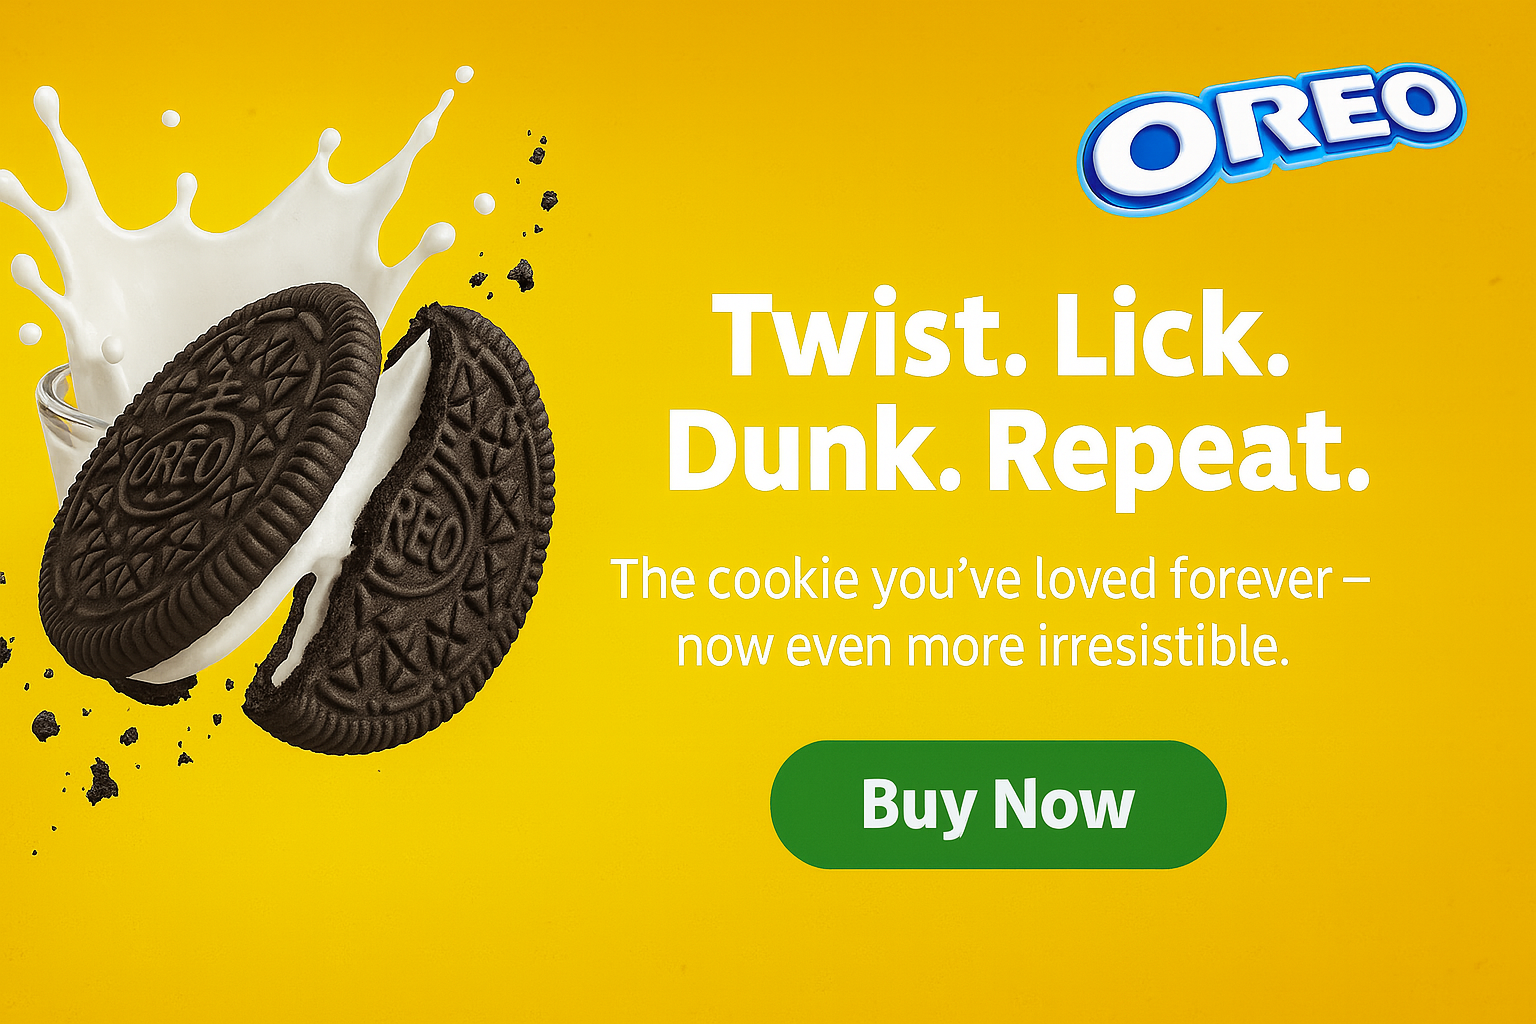 OREO
Twist. Lick.
Dunk. Repeat.
The cookie you’ve loved forever –
now even more irresistible.
Buy Now
OREO
REO